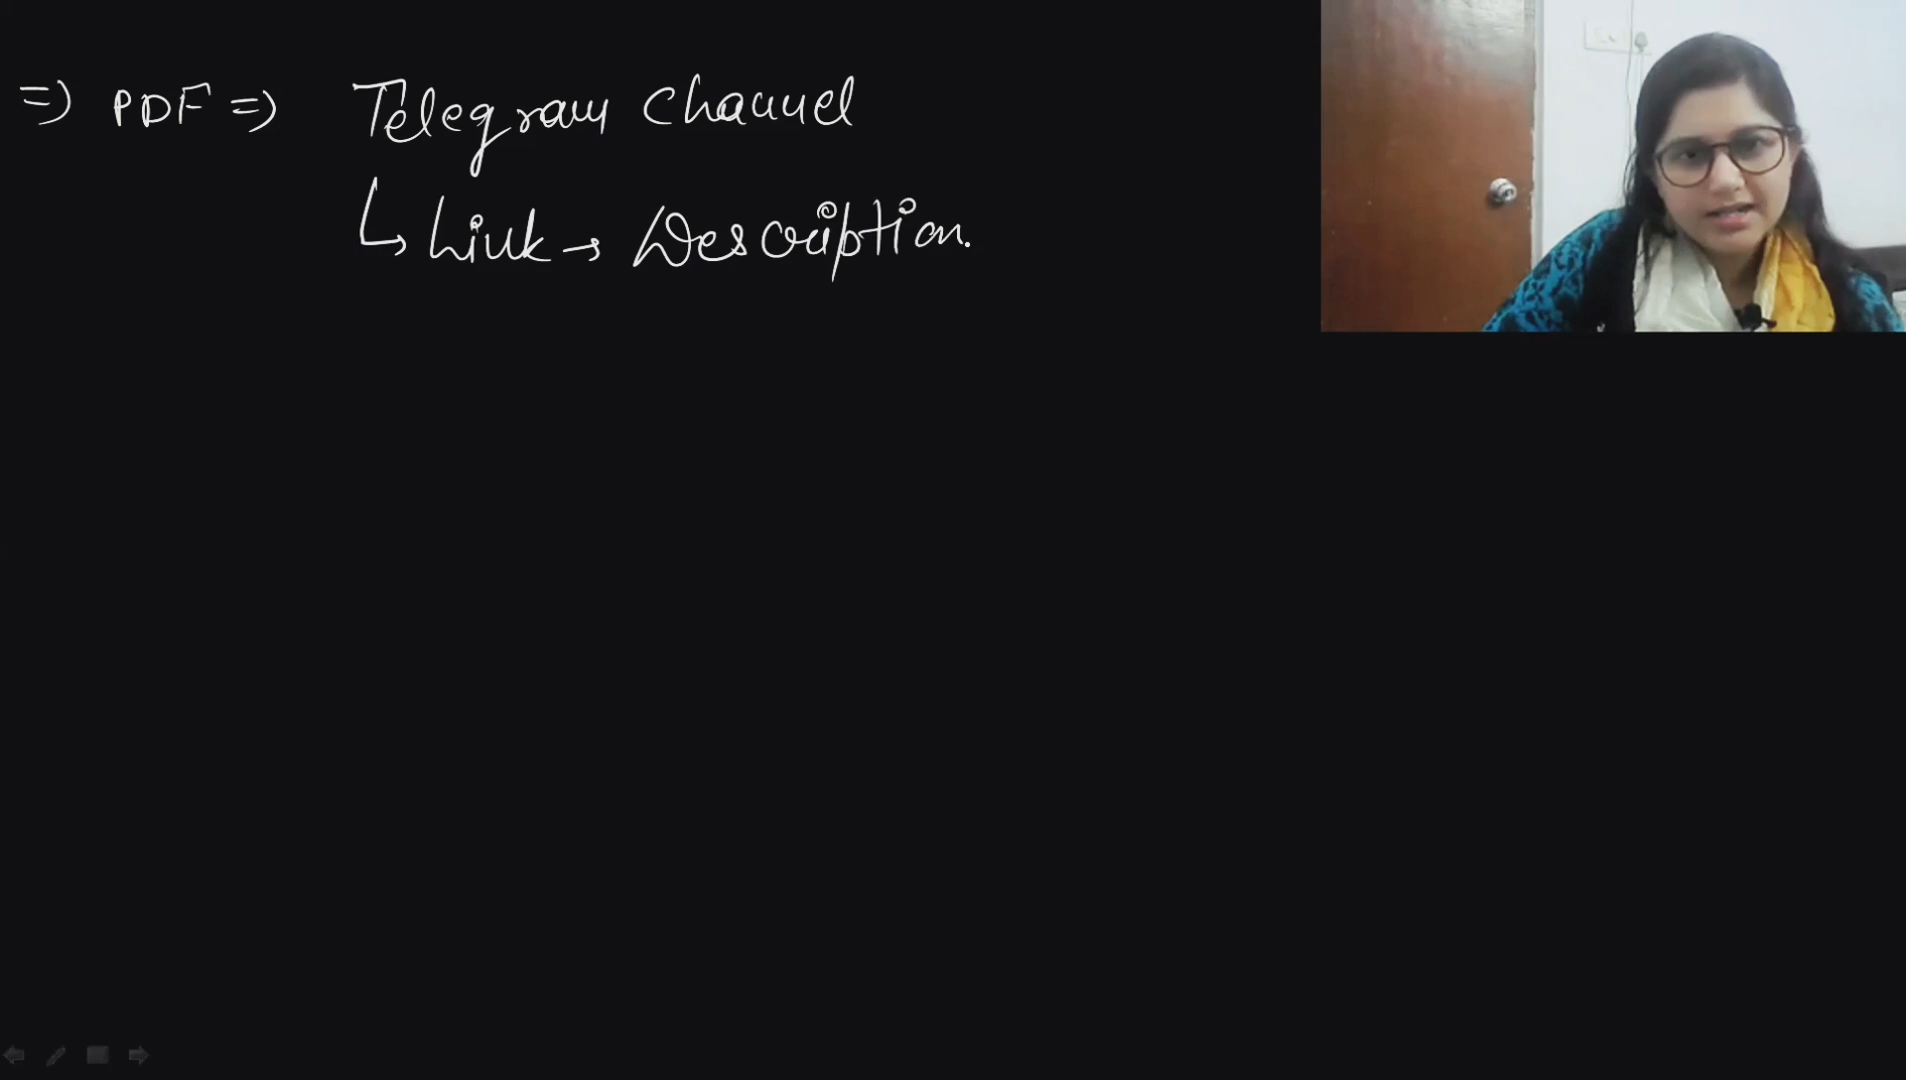 => PDF => Telegram Channel
↳ Link → Description.